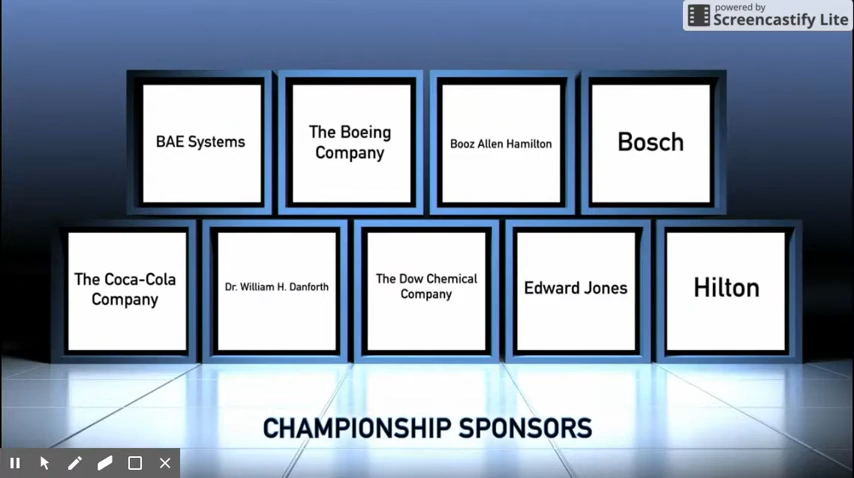 powered by
Screencastify Lite
BAE Systems
The Boeing
Company
Booz Allen Hamilton
Bosch
The Coca-Cola
Company
Dr. William H. Danforth
The Dow Chemical
Company
Edward Jones
Hilton
CHAMPIONSHIP SPONSORS